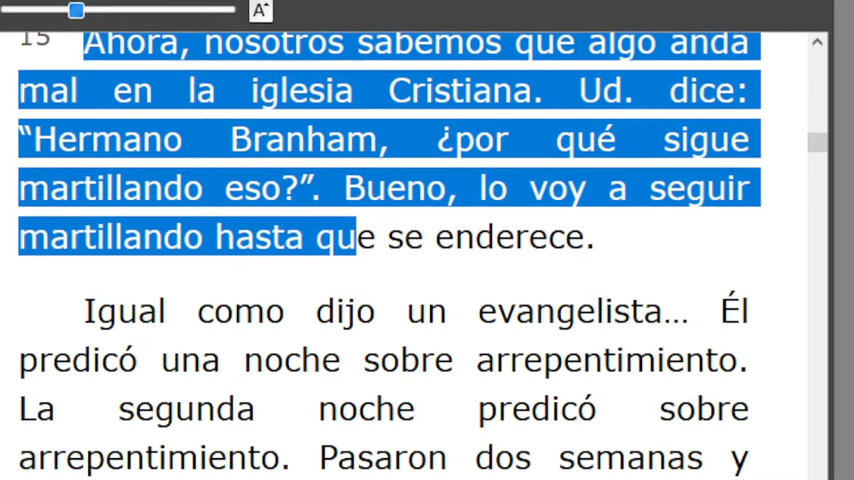 A
15 Ahora, nosotros sabemos que algo anda
mal en la iglesia Cristiana. Ud. dice:
“Hermano Branham, ¿por qué sigue
martillando eso?”. Bueno, lo voy a seguir
martillando hasta que se enderece.
Igual como dijo un evangelista… Él
predicó una noche sobre arrepentimiento.
La segunda noche predicó sobre
arrepentimiento. Pasaron dos semanas y